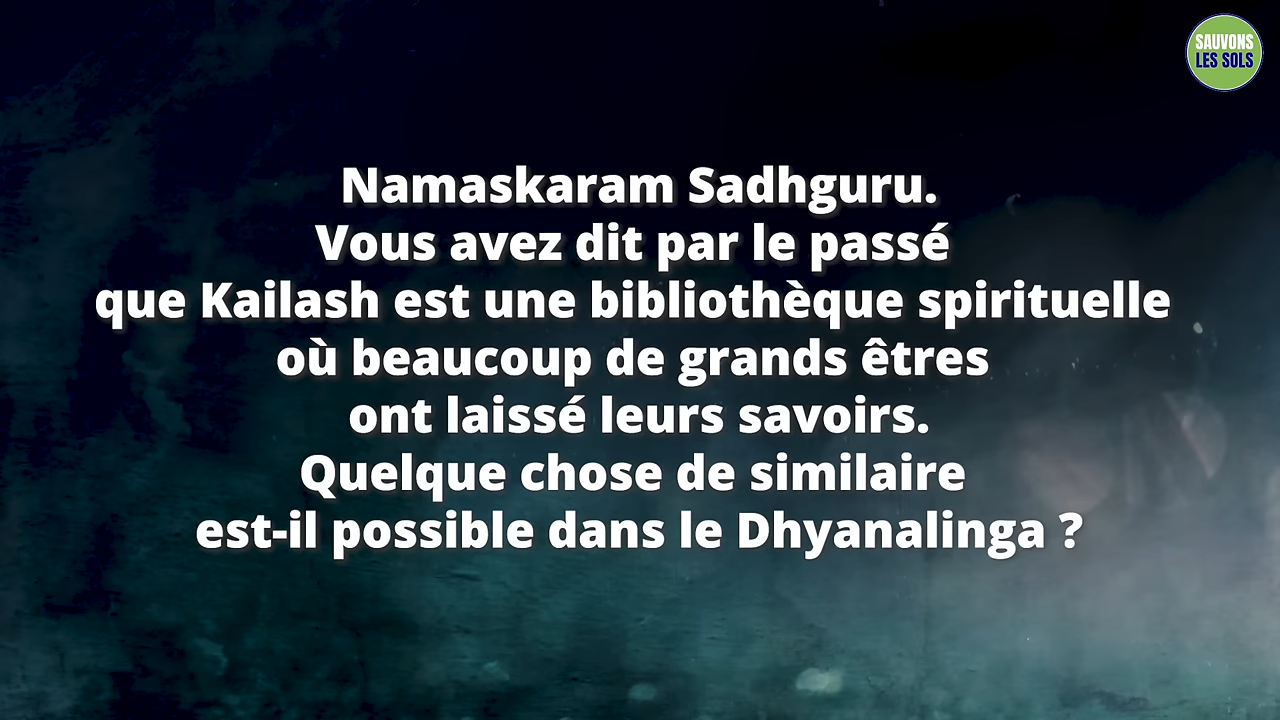 SAUVONS
LES SOLS
Namaskaram Sadhguru.
Vous avez dit par le passé
que Kailash est une bibliothèque spirituelle
où beaucoup de grands êtres
ont laissé leurs savoirs.
Quelque chose de similaire
est-il possible dans le Dhyanalinga ?